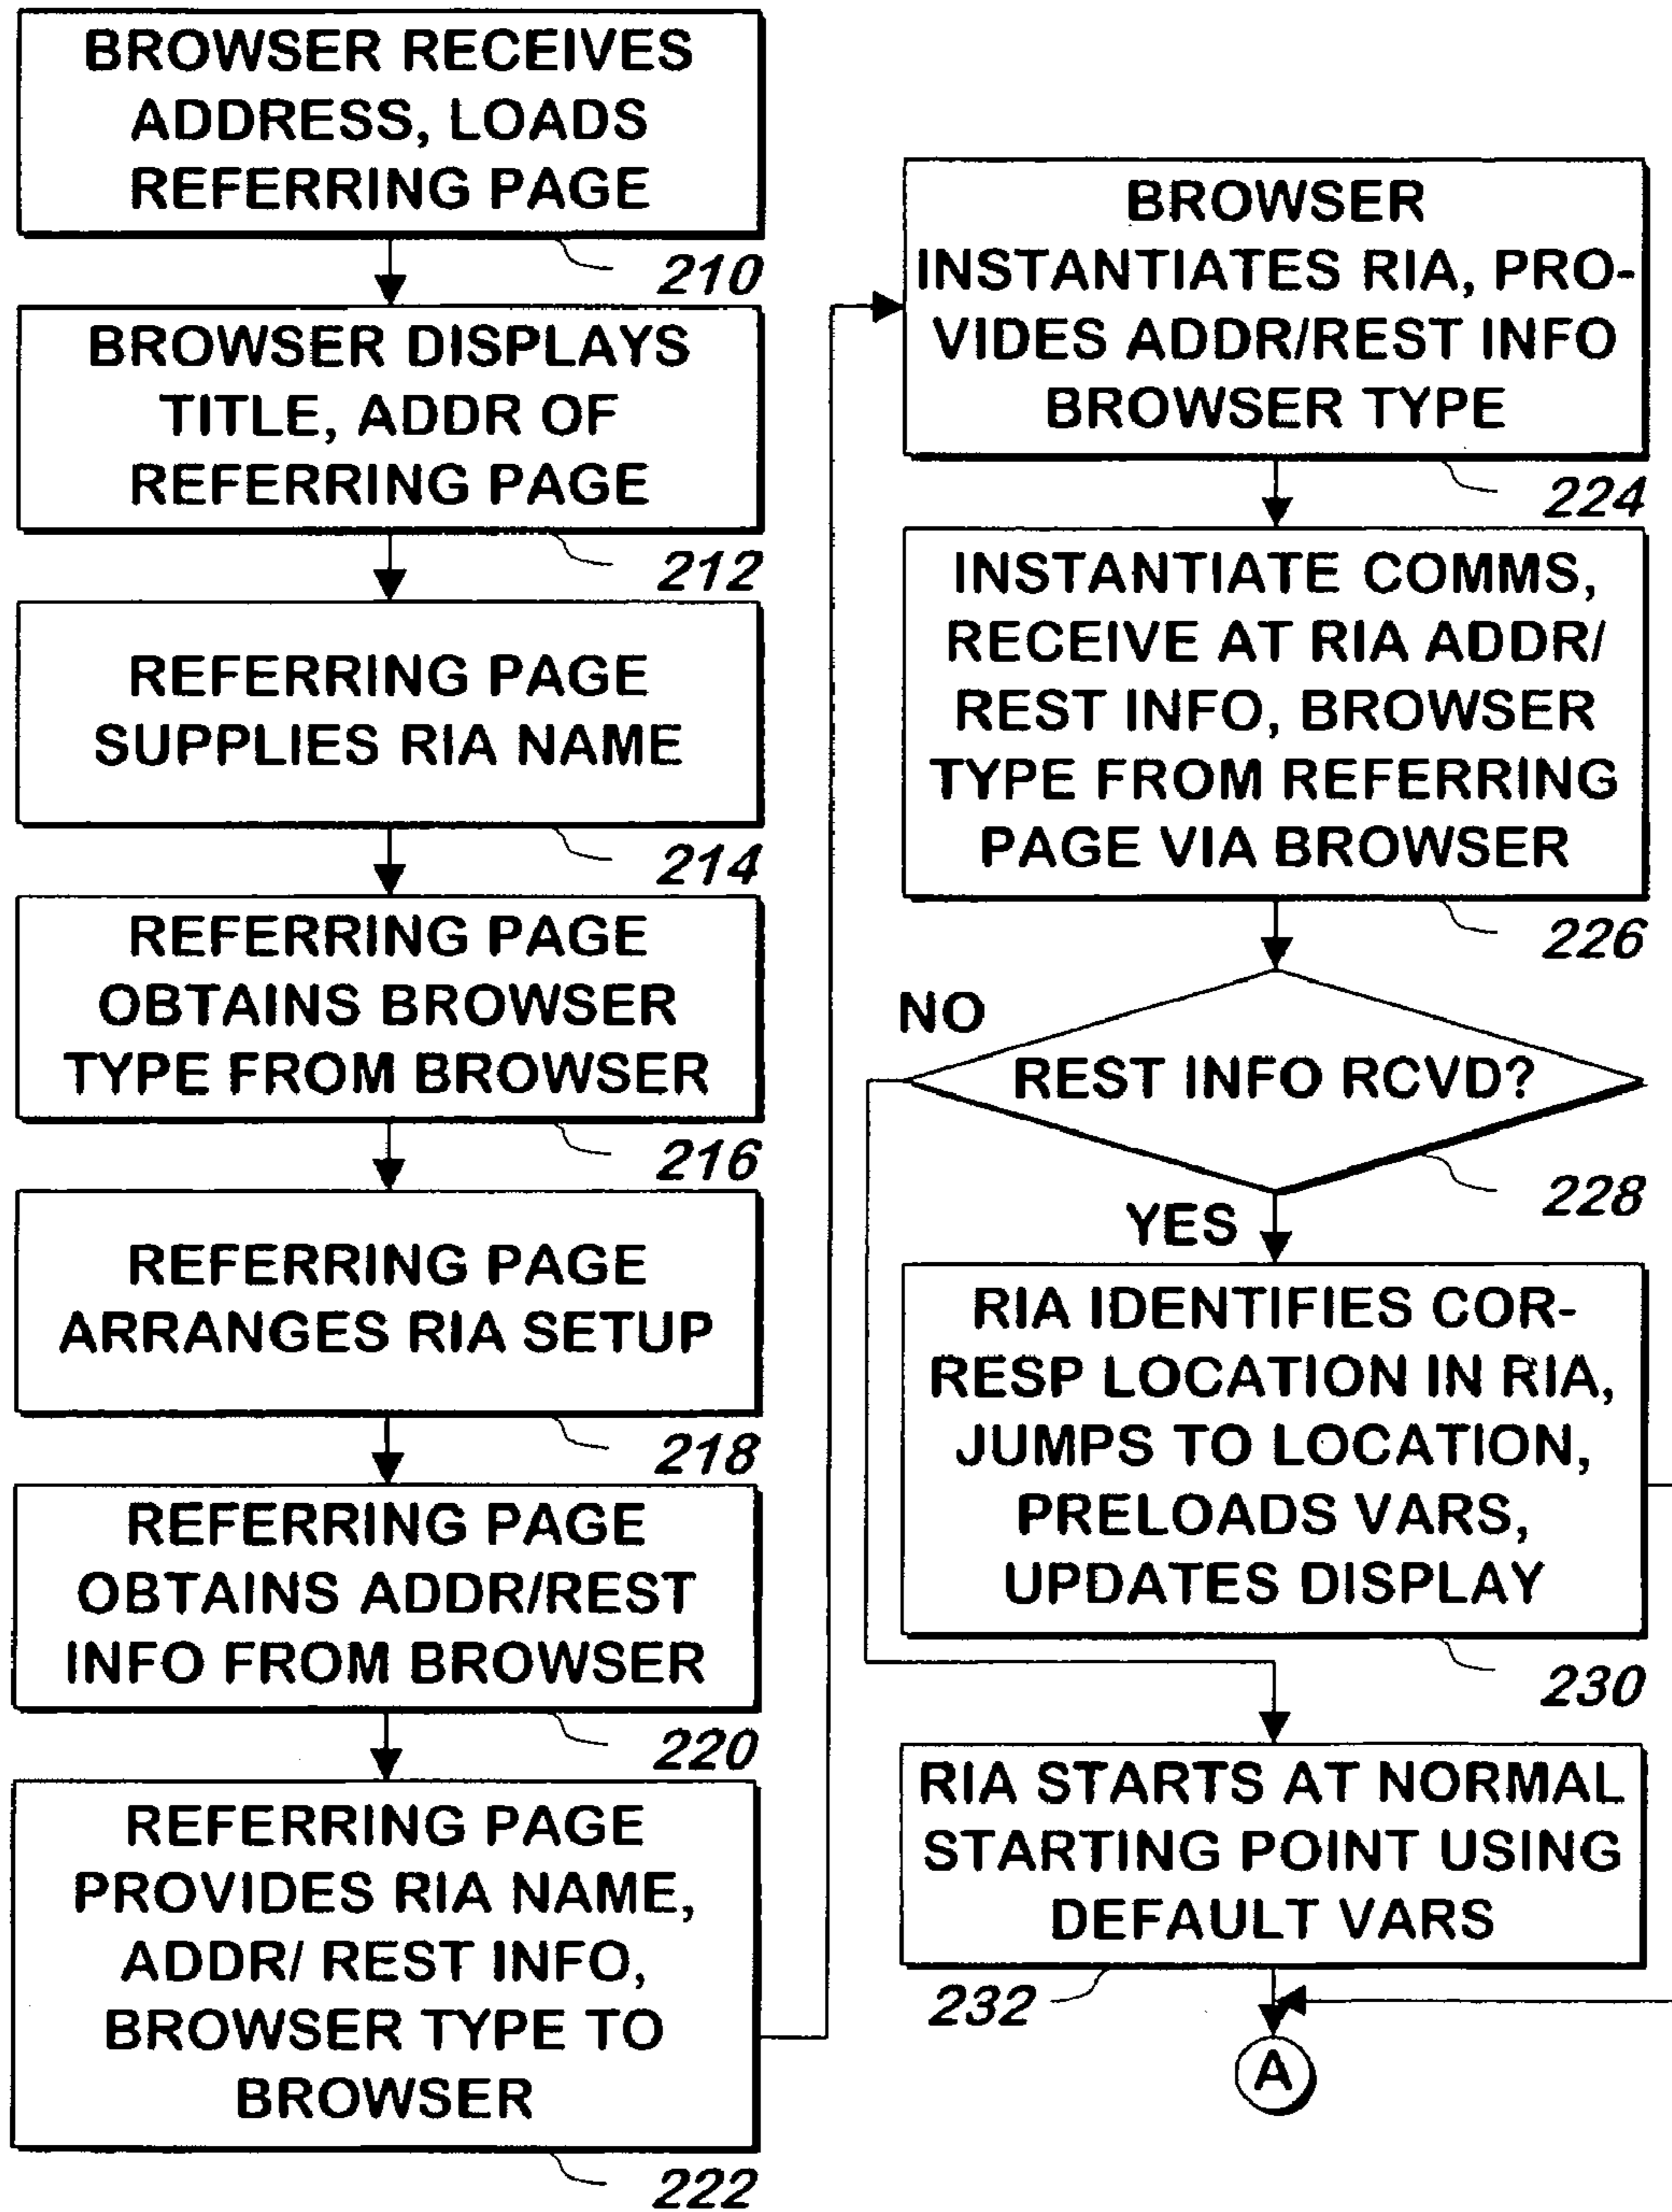 BROWSER RECEIVES
ADDRESS, LOADS
REFERRING PAGE
210
BROWSER DISPLAYS
TITLE, ADDR OF
REFERRING PAGE
212
REFERRING PAGE
SUPPLIES RIA NAME
214
REFERRING PAGE
OBTAINS BROWSER
TYPE FROM BROWSER
216
REFERRING PAGE
ARRANGES RIA SETUP
218
REFERRING PAGE
OBTAINS ADDR/REST
INFO FROM BROWSER
220
REFERRING PAGE
PROVIDES RIA NAME,
ADDR/ REST INFO,
BROWSER TYPE TO
BROWSER
222
BROWSER
INSTANTIATES RIA, PRO-
VIDES ADDR/REST INFO
BROWSER TYPE
224
INSTANTIATE COMMS,
RECEIVE AT RIA ADDR/
REST INFO, BROWSER
TYPE FROM REFERRING
PAGE VIA BROWSER
226
NO
REST INFO RCVD?
228
YES
RIA IDENTIFIES COR-
RESP LOCATION IN RIA,
JUMPS TO LOCATION,
PRELOADS VARS,
UPDATES DISPLAY
230
RIA STARTS AT NORMAL
STARTING POINT USING
DEFAULT VARS
232
A